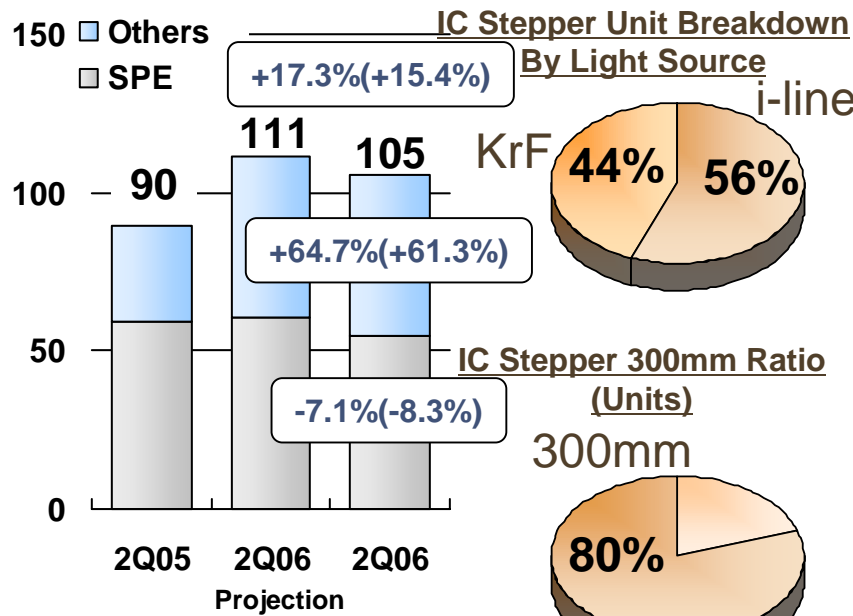 150
Others
SPE
+17.3%(+15.4%)
111
105
90
100
+64.7%(+61.3%)
50
-7.1%(-8.3%)
0
2Q05
2Q06
2Q06
Projection
IC Stepper Unit Breakdown
By Light Source
i-line
KrF
44%
56%
IC Stepper 300mm Ratio
(Units)
300mm
80%